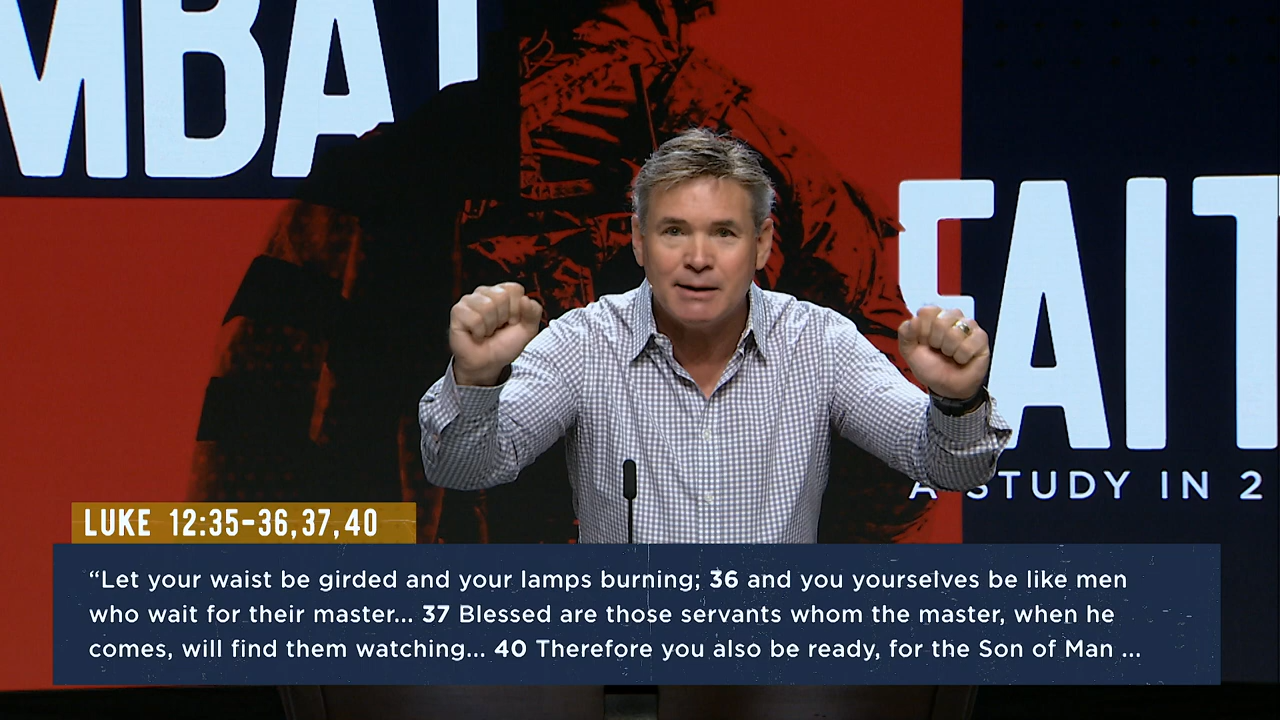 MBAT
FAIT
A STUDY IN 2
LUKE 12:35-36,37,40
“Let your waist be girded and your lamps burning; 36 and you yourselves be like men
who wait for their master... 37 Blessed are those servants whom the master, when he
comes, will find them watching... 40 Therefore you also be ready, for the Son of Man ...